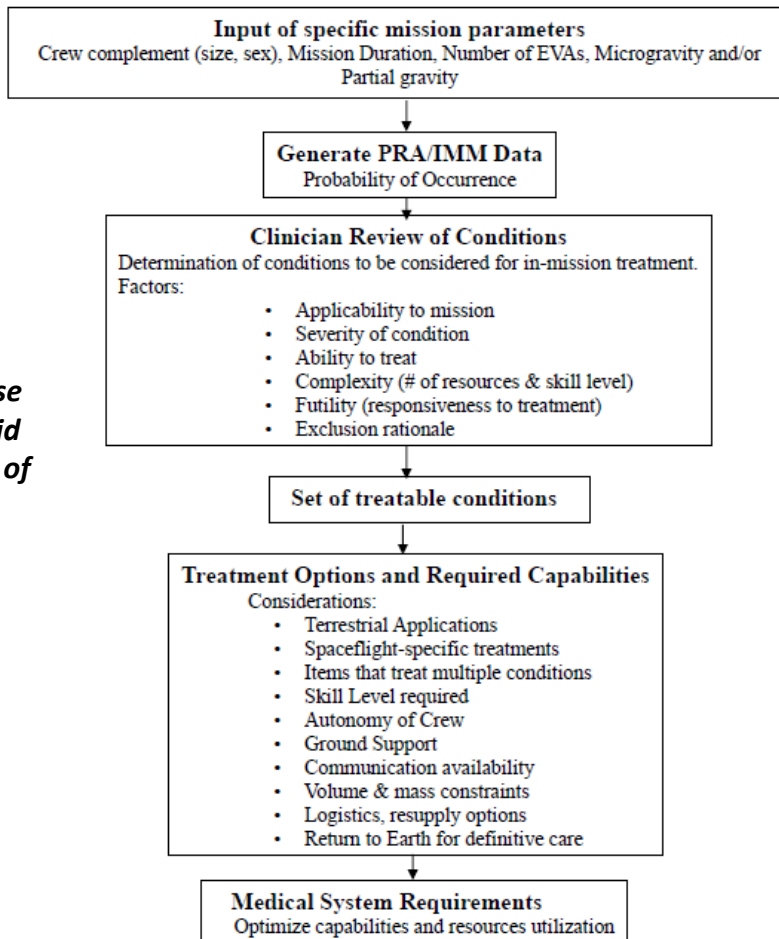 Input of specific mission parameters
Crew complement (size, sex), Mission Duration, Number of EVAs, Microgravity and/or
Partial gravity
Generate PRA/IMM Data
Probability of Occurrence
Clinician Review of Conditions
Determination of conditions to be considered for in-mission treatment.
Factors:
• Applicability to mission
• Severity of condition
• Ability to treat
• Complexity (# of resources & skill level)
• Futility (responsiveness to treatment)
• Exclusion rationale
se
id
of
Set of treatable conditions
Treatment Options and Required Capabilities
Considerations:
• Terrestrial Applications
• Spaceflight-specific treatments
• Items that treat multiple conditions
• Skill Level required
• Autonomy of Crew
• Ground Support
• Communication availability
• Volume & mass constraints
• Logistics, resupply options
• Return to Earth for definitive care
Medical System Requirements
Optimize capabilities and resources utilization